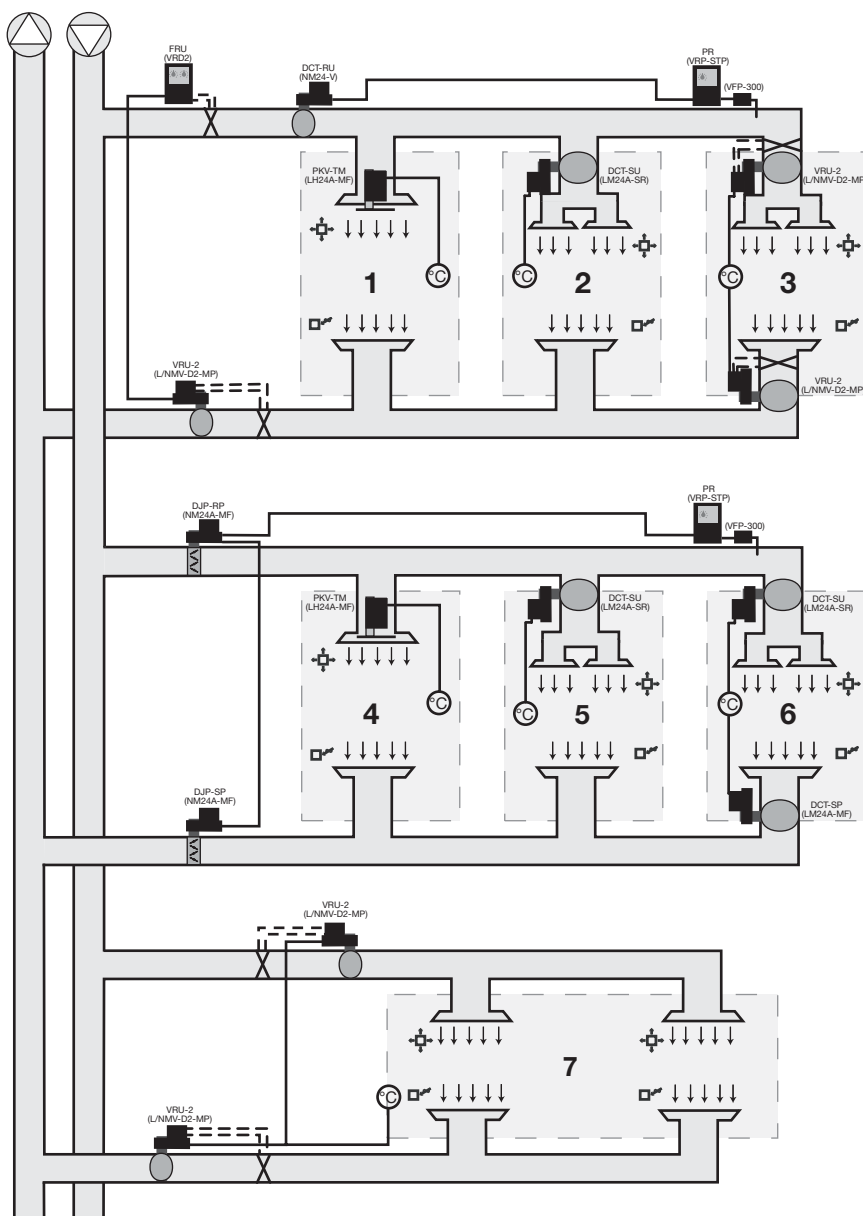 FRU
(VRD2)
DCT-RU
(NM24-V)
PR
(VRP-STP)
(VFP-300)
PKV-TM
(LH24A-MF)
DCT-SU
(LM24A-SR)
VRU-2
(L/NMV-D2-MP
°C
°C
°C
1
2
3
VRU-2
(L/NMV-D2-MP)
VRU-2
(L/NMV-D2-MP
DJP-RP
(NM24A-MF)
PR
(VRP-STP)
(VFP-300)
PKV-TM
(LH24A-MF)
DCT-SU
(LM24A-SR)
DCT-SU
(LM24A-SR)
°C
°C
°C
4
5
6
DJP-SP
(NM24A-MF)
DCT-SP
(LM24A-MF)
VRU-2
(L/NMV-D2-MP)
7
°C
VRU-2
(L/NMV-D2-MP)